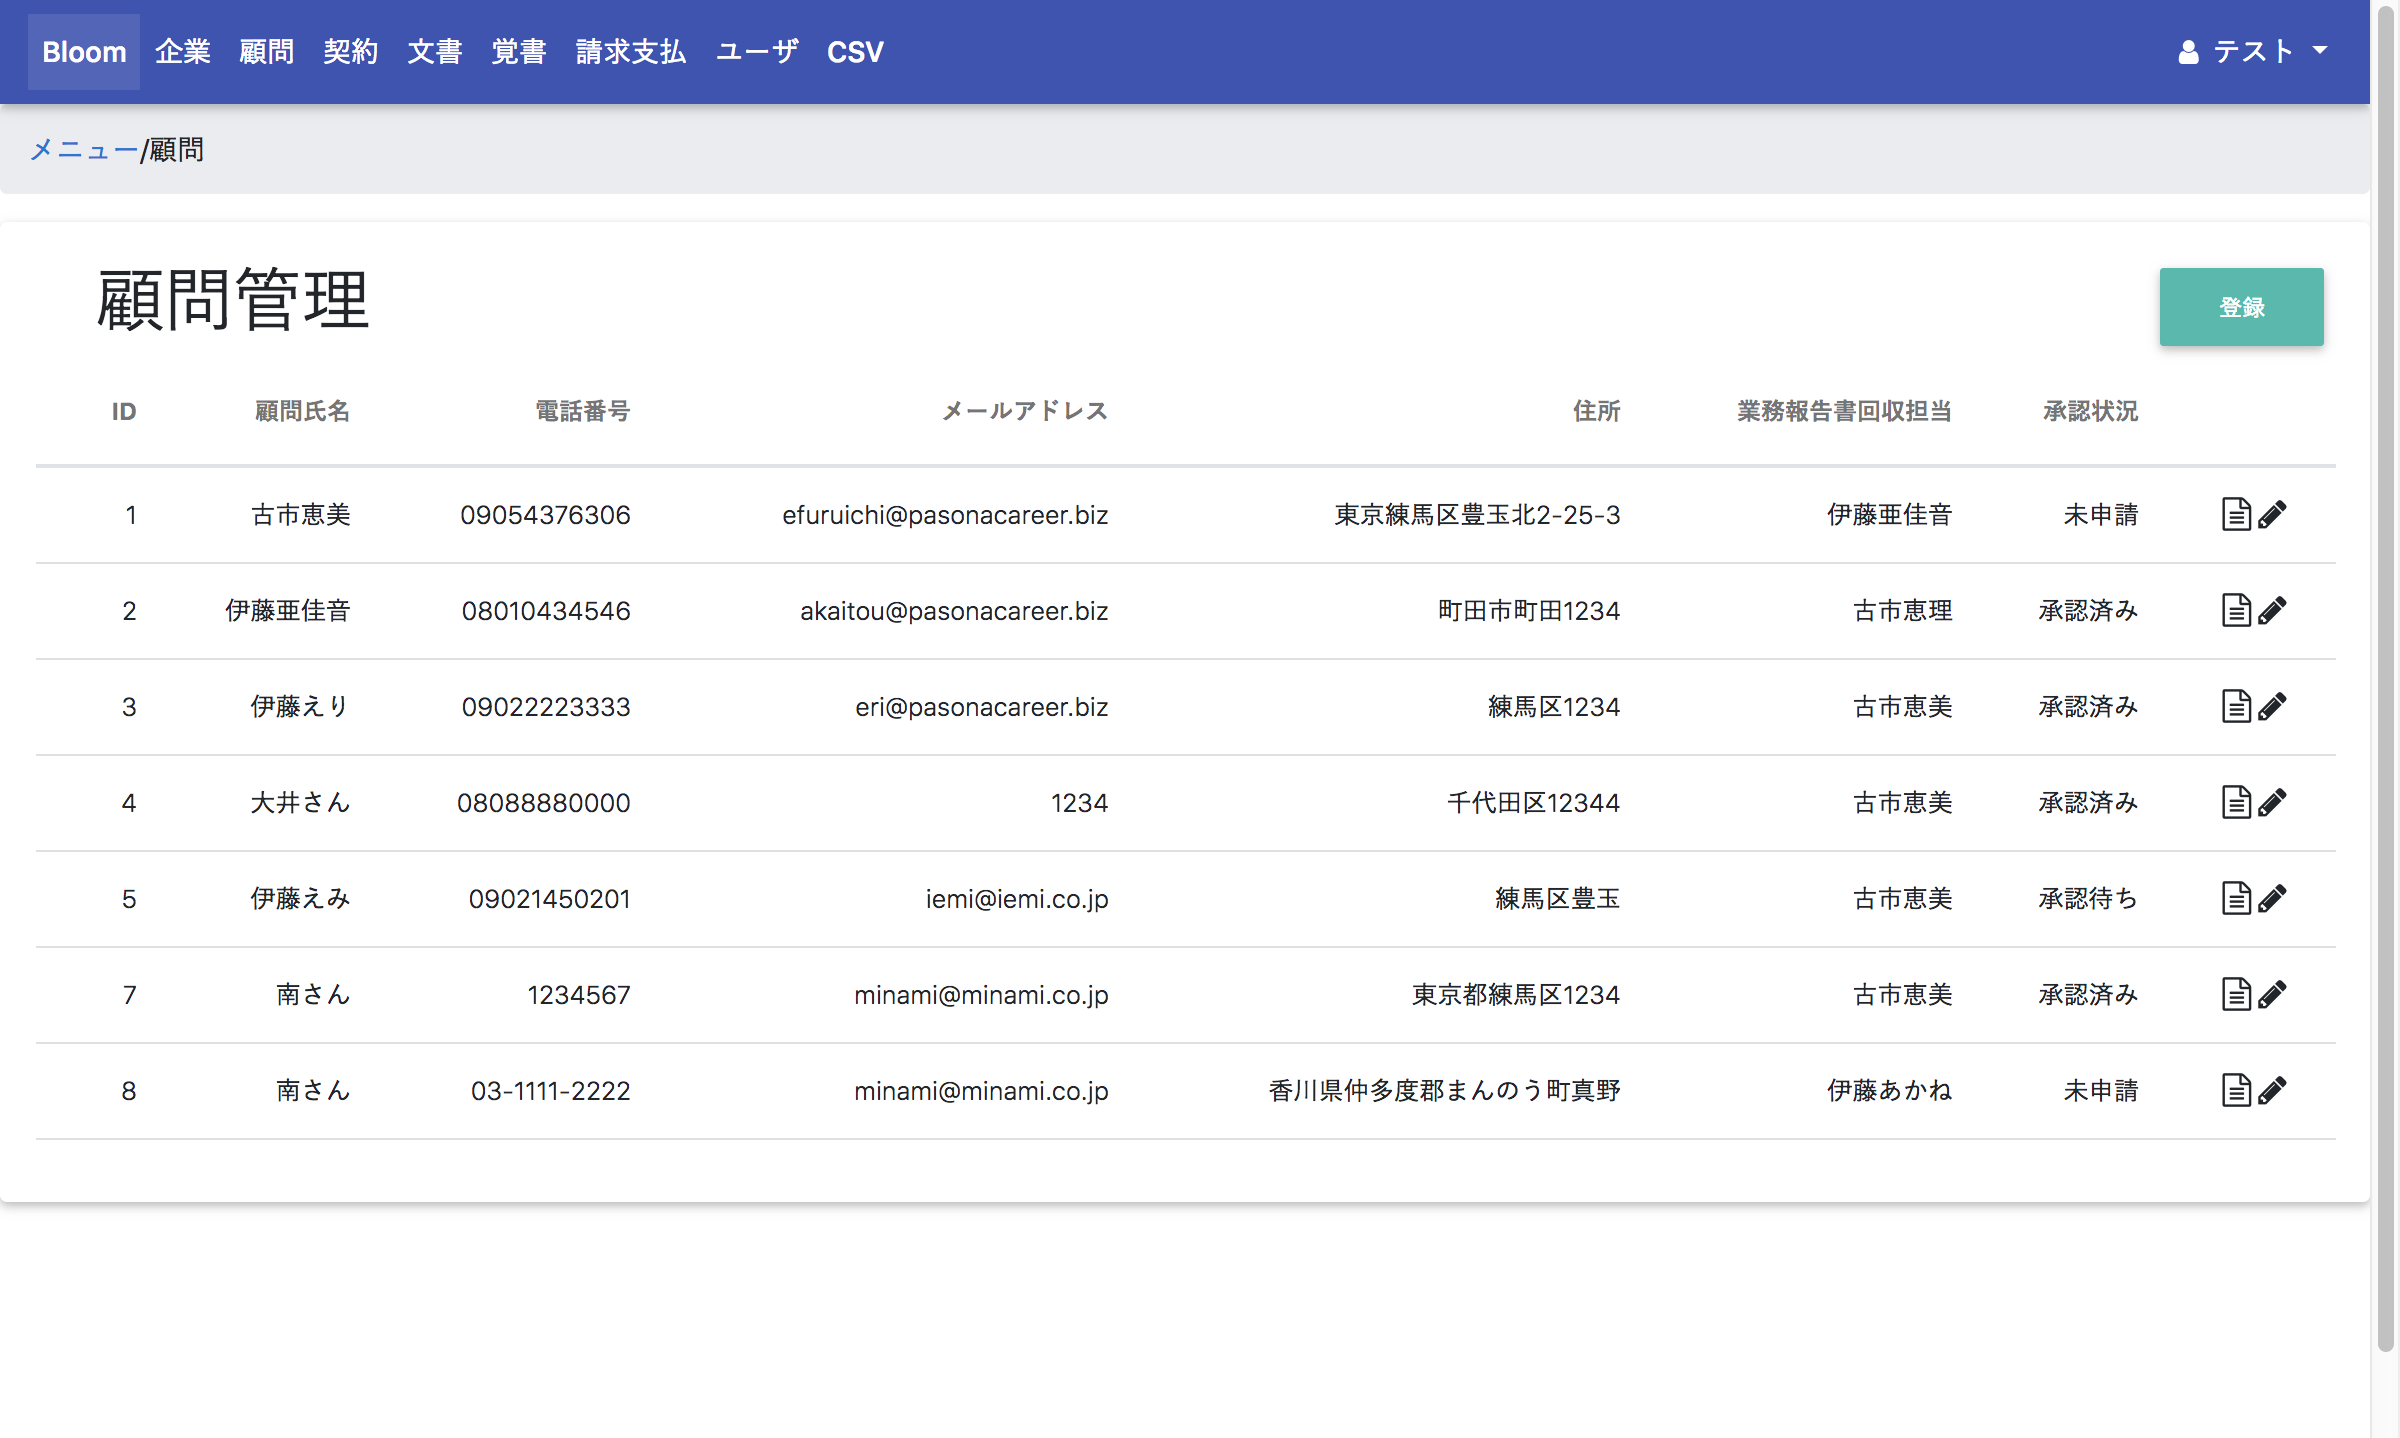 Bloom 企業 顧問 契約 文書 覚書 請求支払 ユーザ CSV テスト
メニュー/顧問
顧問管理
登録
ID 顧問氏名 電話番号 メールアドレス 住所 業務報告書回収担当 承認状況
1 古市恵美 09054376306 efuruichi@pasonacareer.biz 東京練馬区豊玉北2-25-3 伊藤亜佳音 未申請
2 伊藤亜佳音 08010434546 akaitou@pasonacareer.biz 町田市町田1234 古市恵理 承認済み
3 伊藤えり 09022223333 eri@pasonacareer.biz 練馬区1234 古市恵美 承認済み
4 大井さん 08088880000 1234 千代田区12344 古市恵美 承認済み
5 伊藤えみ 09021450201 iemi@iemi.co.jp 練馬区豊玉 古市恵美 承認待ち
7 南さん 1234567 minami@minami.co.jp 東京都練馬区1234 古市恵美 承認済み
8 南さん 03-1111-2222 minami@minami.co.jp 香川県仲多度郡まんのう町真野 伊藤あかね 未申請